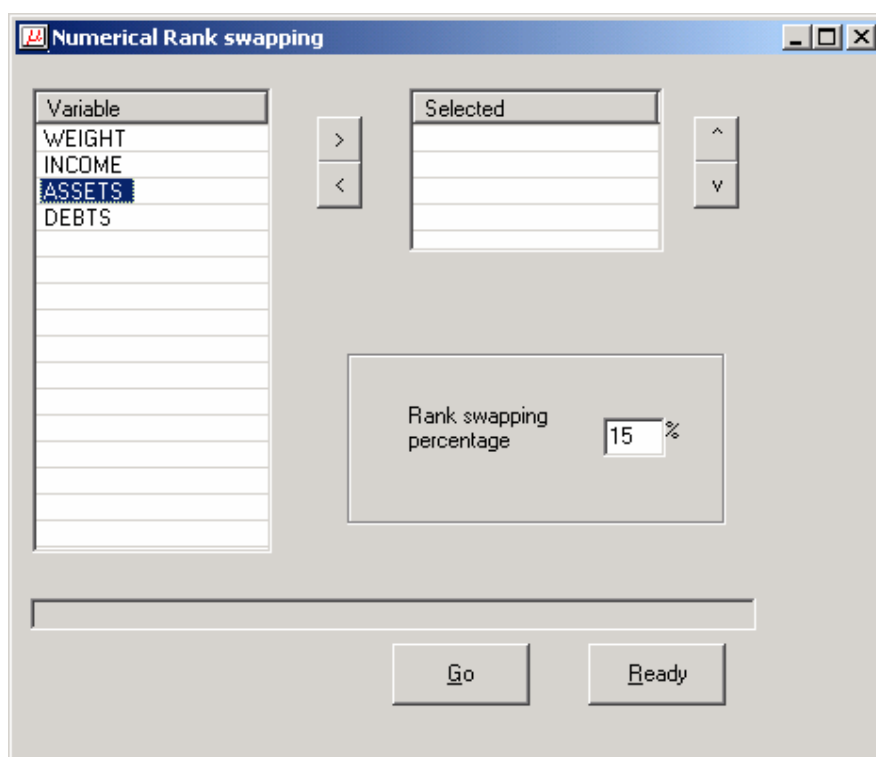 μ Numerical Rank swapping
Variable
WEIGHT
INCOME
ASSETS
DEBTS
>
<
Selected
^
v
Rank swapping
percentage
15 %
Go
Ready